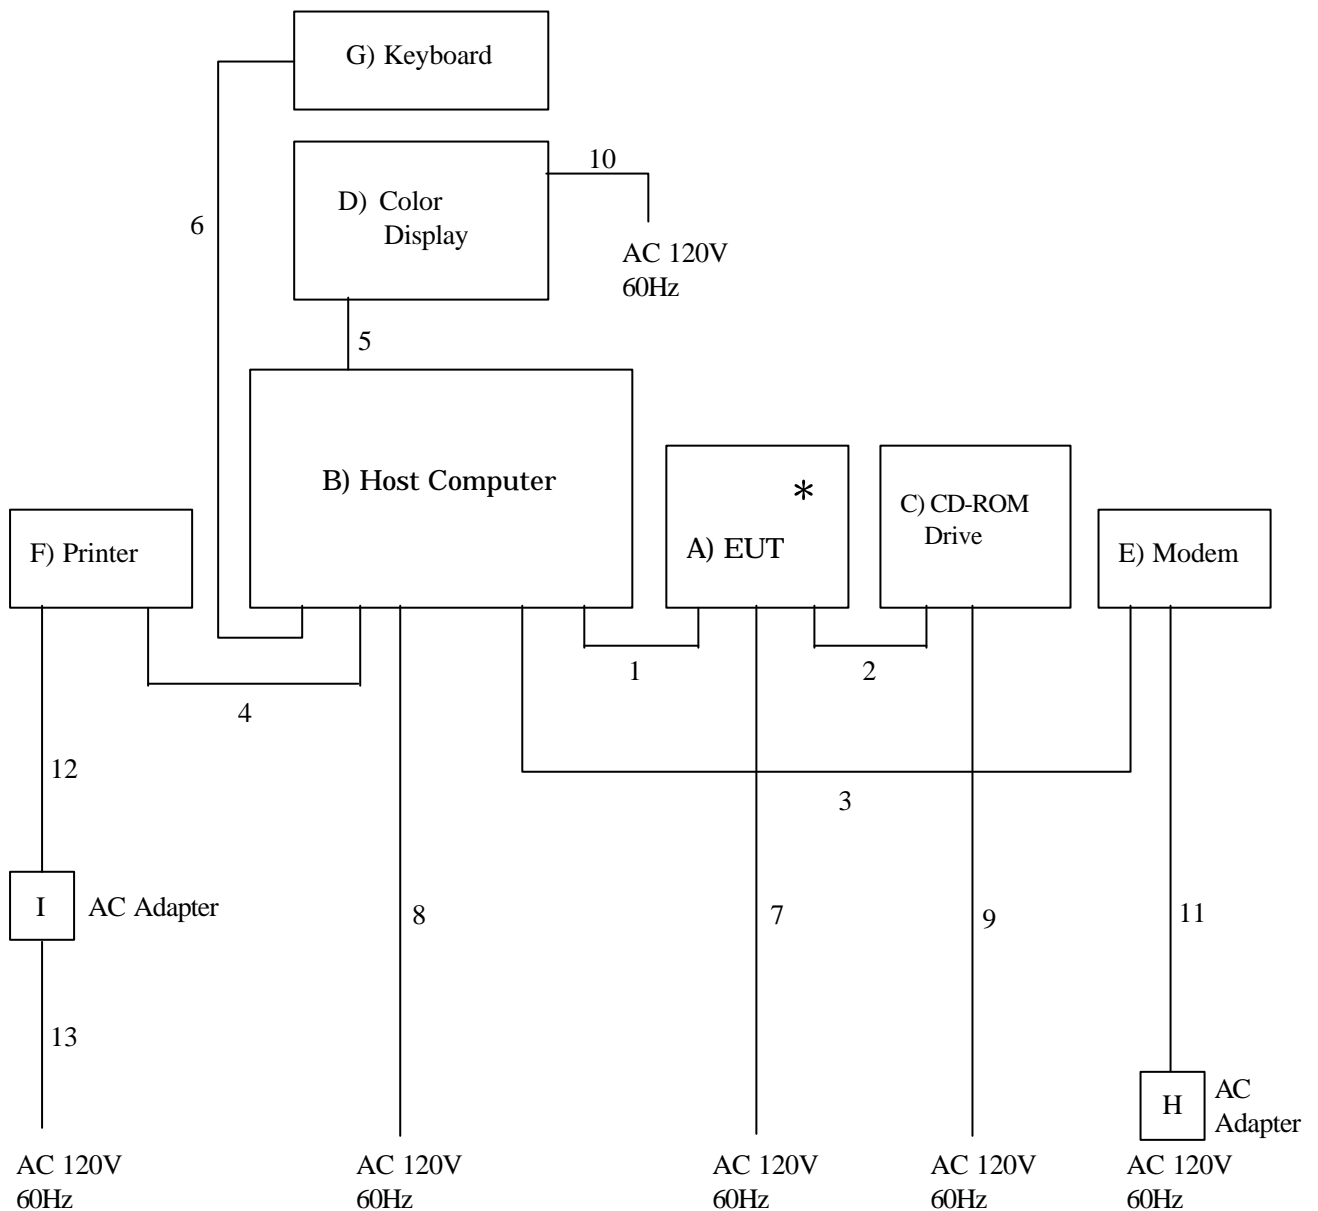 G) Keyboard
10
D) Color
Display
6
AC 120V
60Hz
5
B) Host Computer
*
A) EUT
C) CD-ROM
Drive
F) Printer
E) Modem
1
2
4
12
3
I
AC Adapter
8
7
9
11
13
H
AC
Adapter
AC 120V
60Hz
AC 120V
60Hz
AC 120V
60Hz
AC 120V
60Hz
AC 120V
60Hz